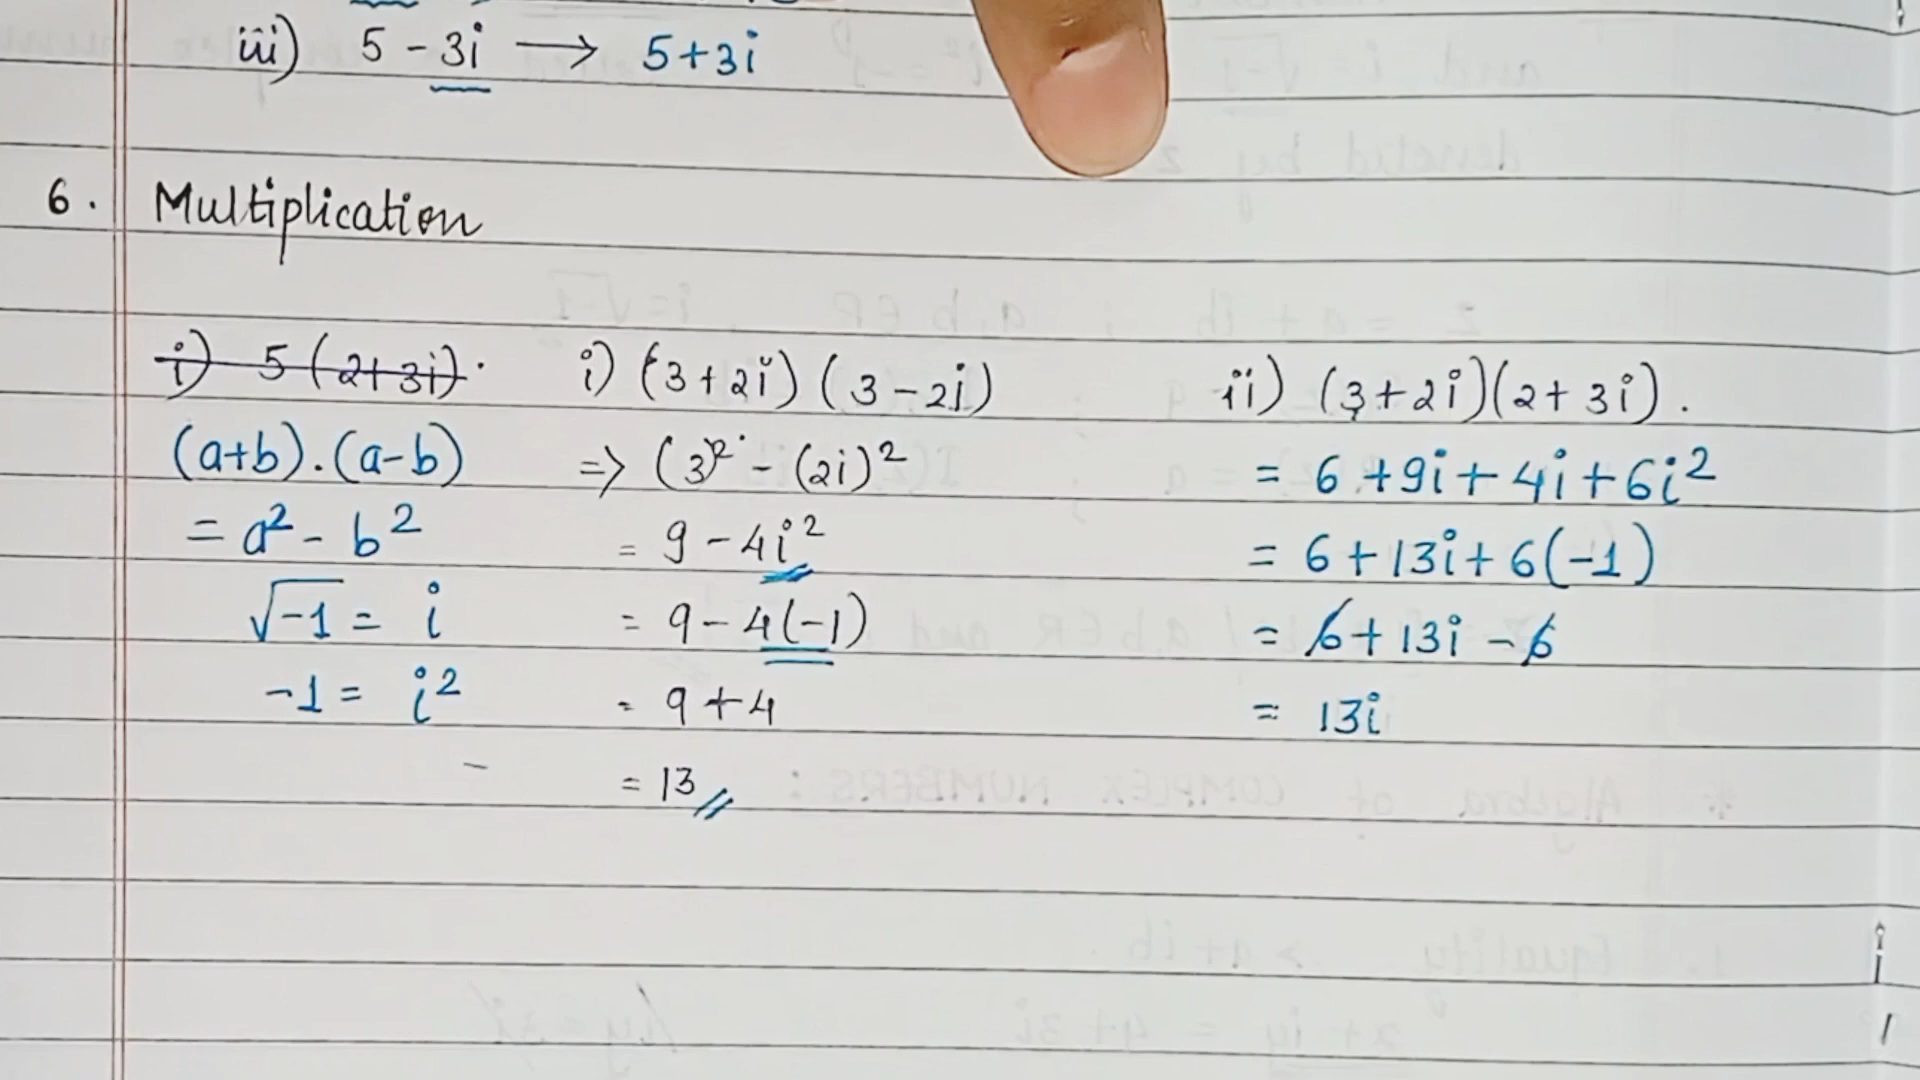 iii) 5 - 3i → 5+3i
6. Multiplication
i) 5 (2+3i).
(a+b).(a-b)
= a² - b²
√-1 = i
-1 = i²
i) (3+2i) (3-2i)
=> (3)² - (2i)²
= 9 - 4i²
= 9 - 4(-1)
= 9+4
= 13
ii) (3+2i)(2+3i).
= 6 +9i+ 4i+6i²
= 6+13i+6(-1)
= 6+13i -6
= 13i